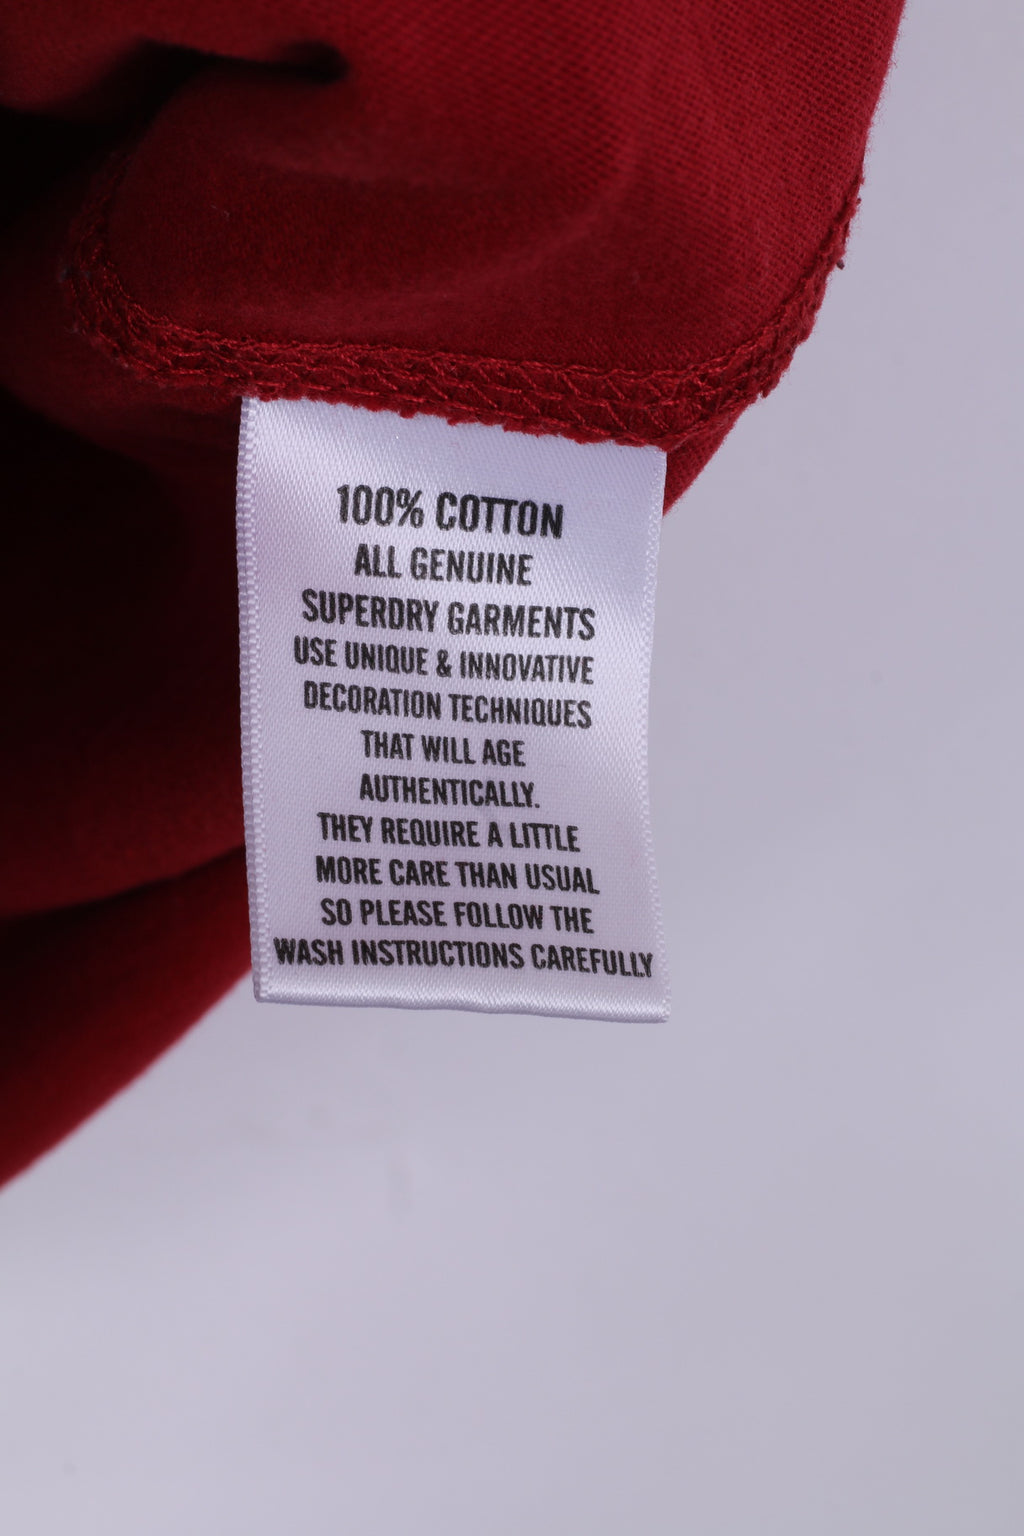 100% COTTON
ALL GENUINE
SUPERDRY GARMENTS
USE UNIQUE & INNOVATIVE
DECORATION TECHNIQUES
THAT WILL AGE
AUTHENTICALLY.
THEY REQUIRE A LITTLE
MORE CARE THAN USUAL
SO PLEASE FOLLOW THE
WASH INSTRUCTIONS CAREFULLY